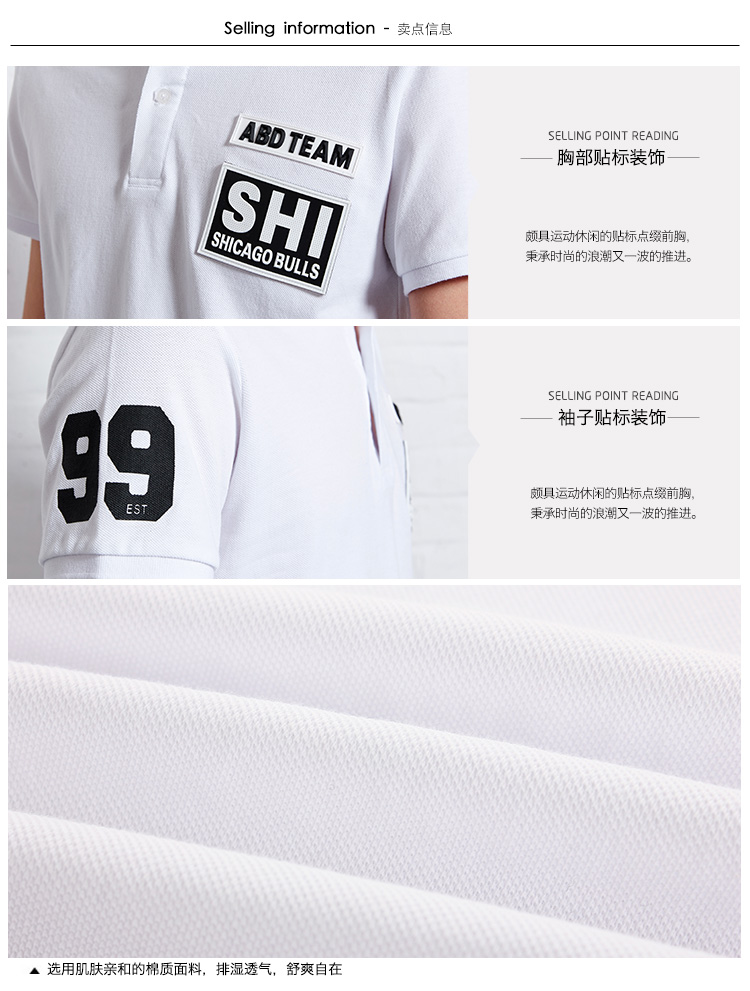 Selling information - 卖点信息
ABD TEAM
SHI
SHICAGO BULLS
SELLING POINT READING
胸部贴标装饰
颇具运动休闲的贴标点缀前胸,
秉承时尚的浪潮又一波的推进。
99
EST
SELLING POINT READING
袖子贴标装饰
颇具运动休闲的贴标点缀前胸,
秉承时尚的浪潮又一波的推进。
▲ 选用肌肤亲和的棉质面料，排湿透气，舒爽自在